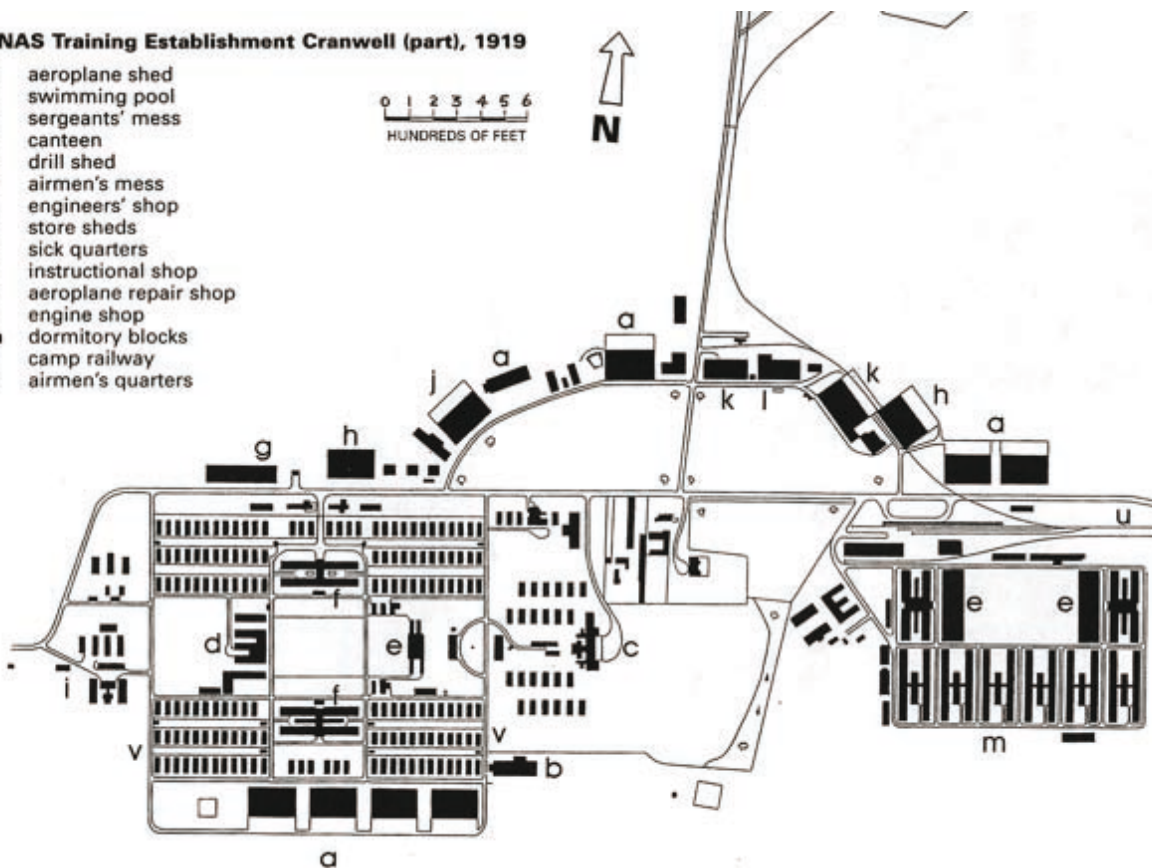 NAS Training Establishment Cranwell (part), 1919
aeroplane shed
swimming pool
sergeants' mess
canteen
drill shed
airmen's mess
engineers' shop
store sheds
sick quarters
instructional shop
aeroplane repair shop
engine shop
dormitory blocks
camp railway
airmen's quarters
0 1 2 3 4 5 6
HUNDREDS OF FEET
N
a
a
j
k l
k
h
a
g
h
u
f
e
e
d
e
c
i
f
v
v
m
b
a